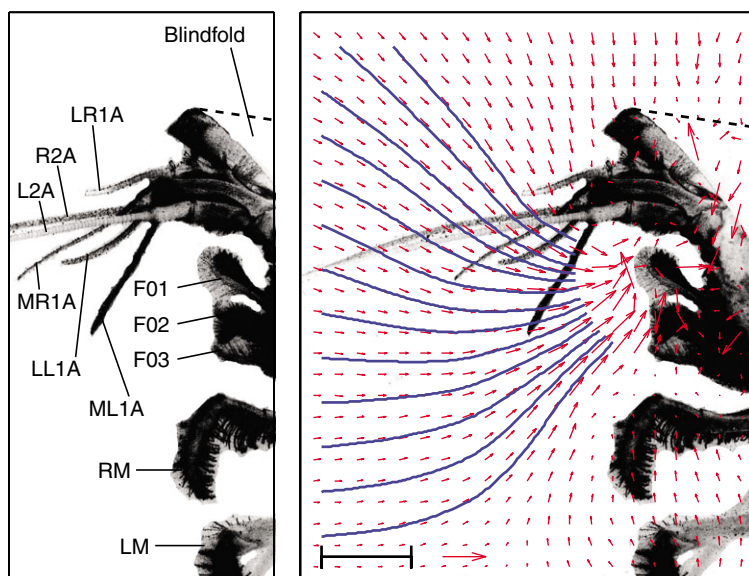 Blindfold
LR1A
R2A
L2A
F01
MR1A
F02
LL1A
F03
ML1A
RM
LM